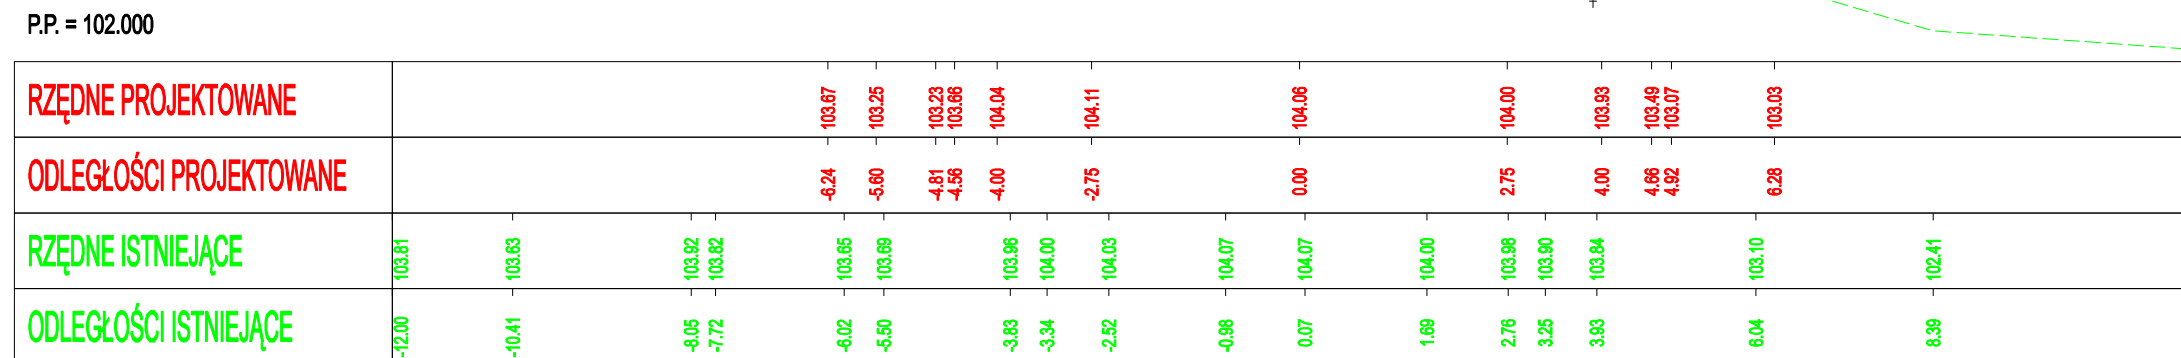 P.P. = 102.000
RZĘDNE PROJEKTOWANE 103.67 103.25 103.23 103.66 104.04 104.11 104.06 104.00 103.93 103.49 103.07 103.03
ODLEGŁOŚCI PROJEKTOWANE -6.24 -5.60 -4.81 -4.56 -4.00 -2.75 0.00 2.75 4.00 4.66 4.92 6.28
RZĘDNE ISTNIEJĄCE 103.81 103.63 103.92 103.82 103.65 103.69 103.96 104.00 104.03 104.07 104.07 104.00 103.98 103.90 103.84 103.10 102.41
ODLEGŁOŚCI ISTNIEJĄCE -12.00 -10.41 -8.05 -7.72 -6.02 -5.50 -3.83 -3.34 -2.52 -0.98 0.07 1.69 2.76 3.25 3.93 6.04 8.39